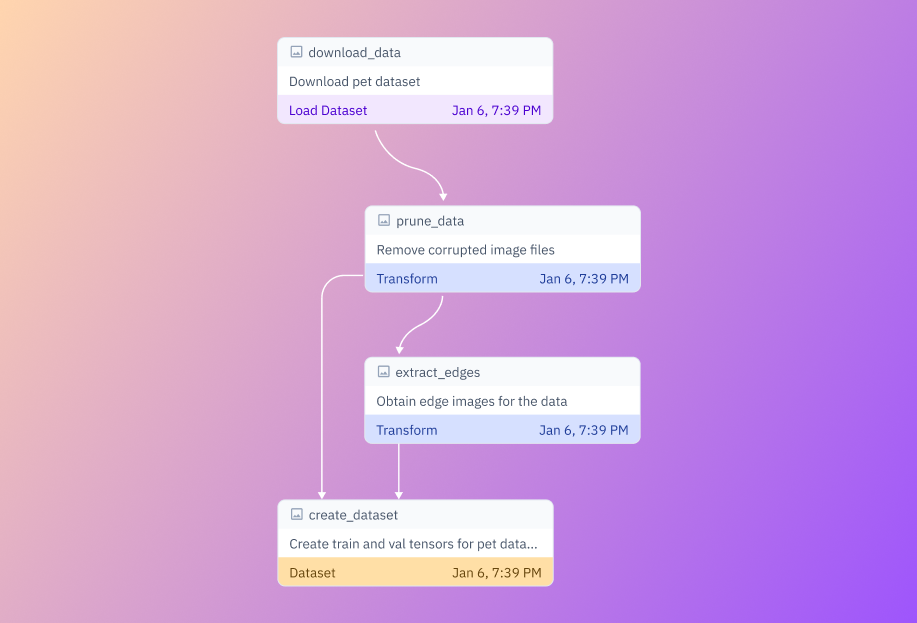 download_data
Download pet dataset
Load Dataset Jan 6, 7:39 PM
prune_data
Remove corrupted image files
Transform Jan 6, 7:39 PM
extract_edges
Obtain edge images for the data
Transform Jan 6, 7:39 PM
create_dataset
Create train and val tensors for pet data...
Dataset Jan 6, 7:39 PM